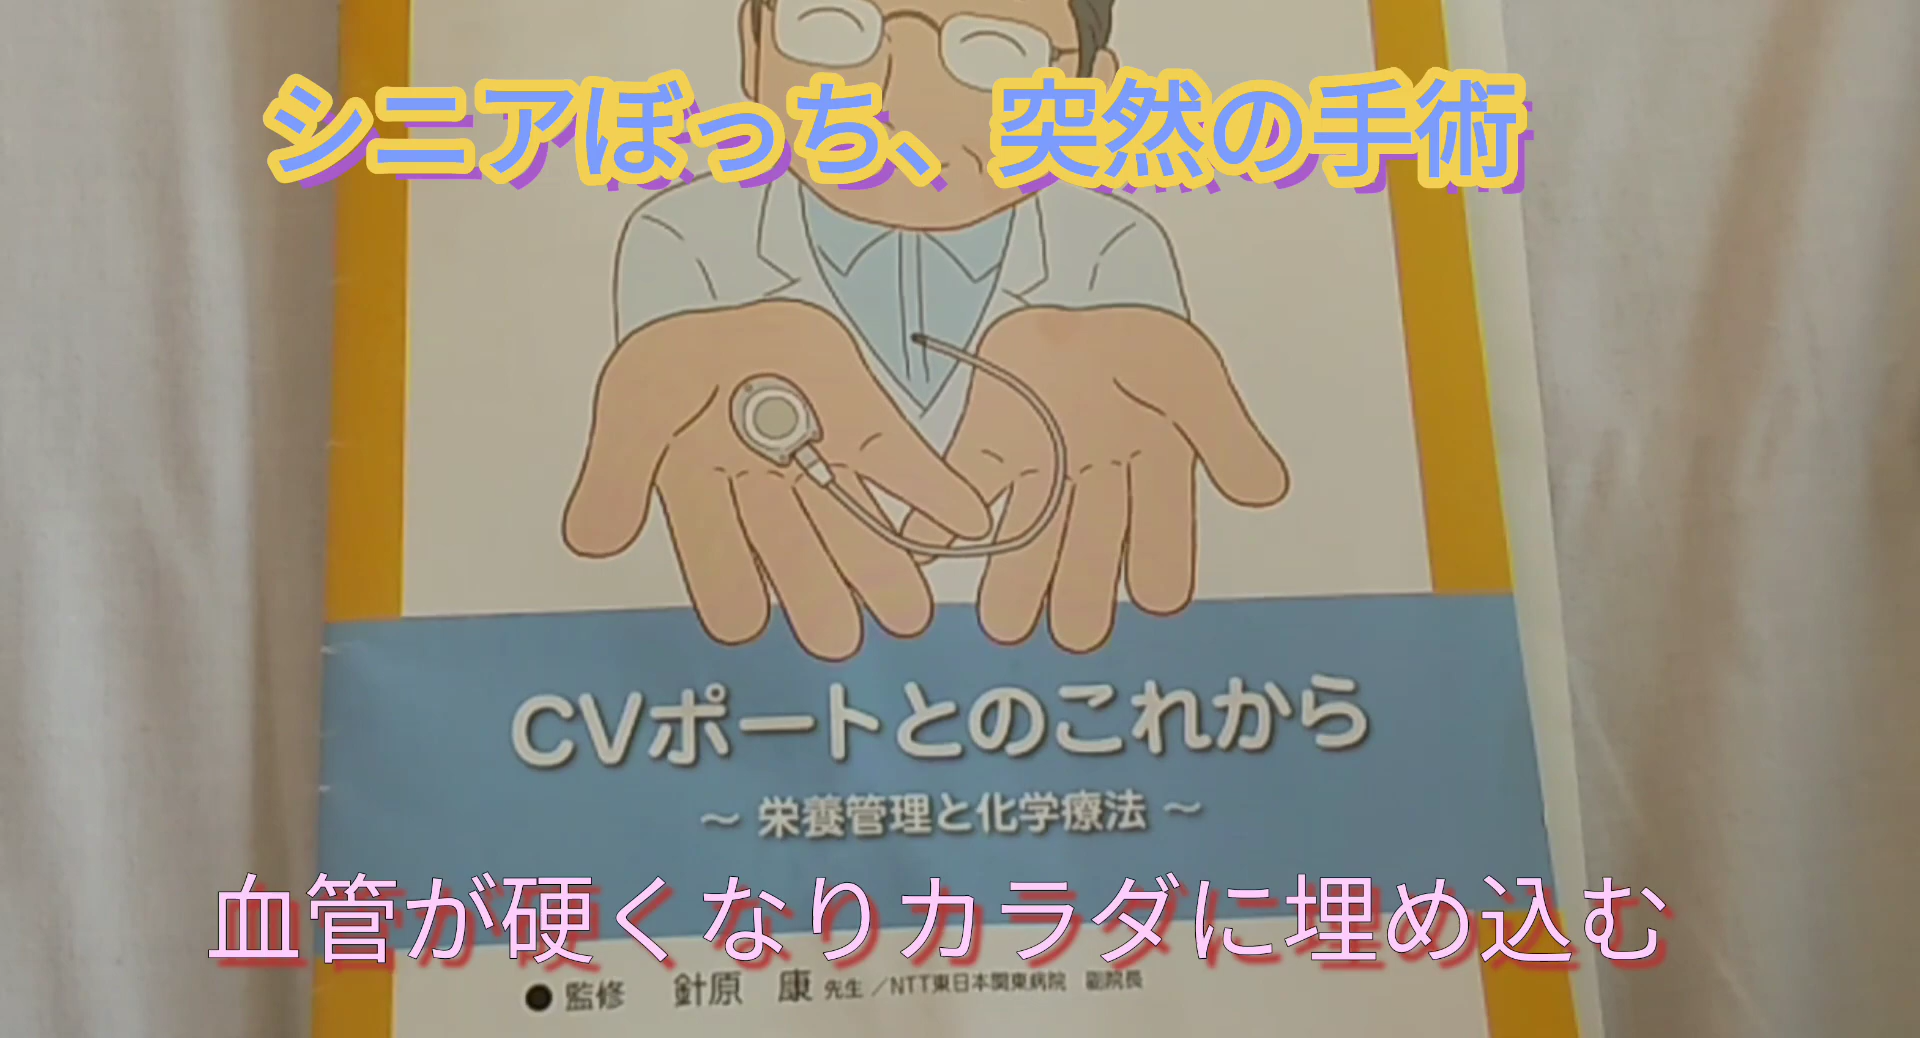 シニアぼっち、突然の手術
CVポートとのこれから
～ 栄養管理と化学療法 ～
血管が硬くなりカラダに埋め込む
● 監修 針原 康 先生／NTT東日本関東病院 副院長